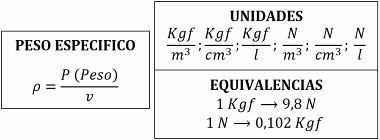 PESO ESPECIFICO
ρ = P (Peso) / v
UNIDADES
Kgf/m³ ; Kgf/cm³ ; Kgf/l ; N/m³ ; N/cm³ ; N/l
EQUIVALENCIAS
1 Kgf → 9,8 N
1 N → 0,102 Kgf